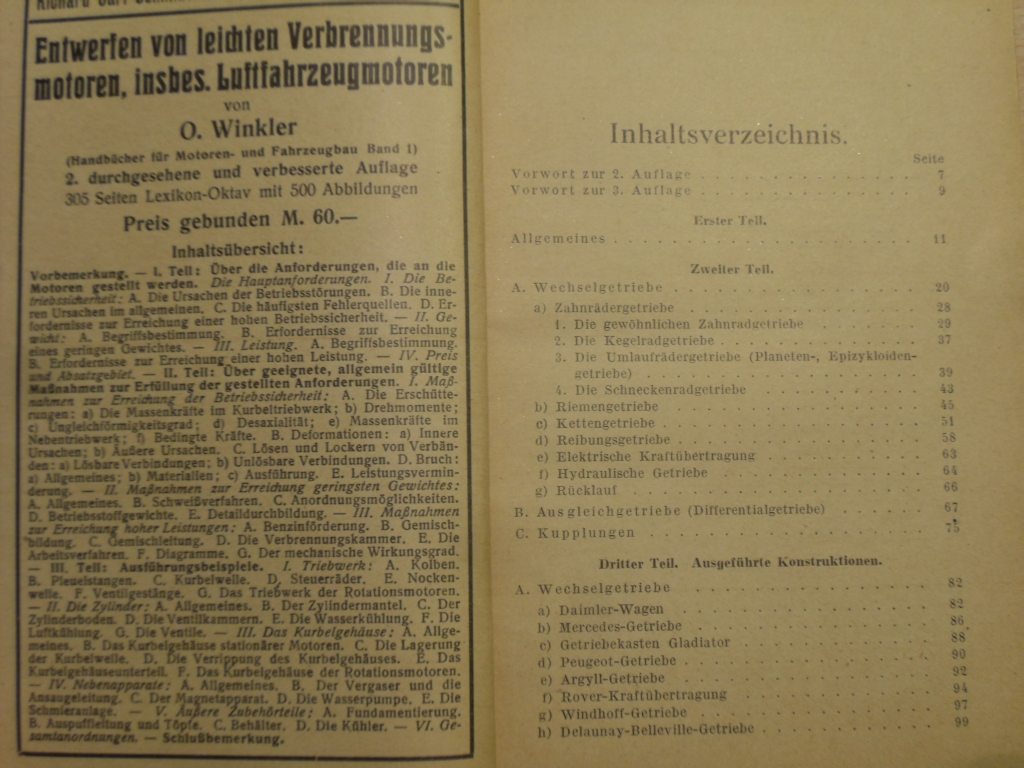 Richard Carl
Entwerfen von leichten Verbrennungs-
motoren, insbes. Luftfahrzeugmotoren
von
O. Winkler
(Handbücher für Motoren- und Fahrzeugbau Band 1)
2. durchgesehene und verbesserte Auflage
305 Seiten Lexikon-Oktav mit 500 Abbildungen
Preis gebunden M. 60.—
Inhaltsübersicht:
Vorbemerkung. — I. Teil: Über die Anforderungen, die an die
Motoren gestellt werden. Die Hauptanforderungen. I. Die Be-
triebssicherheit: A. Die Ursachen der Betriebsstörungen. B. Die inne-
ren Ursachen im allgemeinen. C. Die häufigsten Fehlerquellen. D. Er-
fordernisse zur Erreichung einer hohen Betriebssicherheit. — II. Ge-
wicht: A. Begriffsbestimmung. B. Erfordernisse zur Erreichung
eines geringen Gewichtes. — III. Leistung. A. Begriffsbestimmung.
B. Erfordernisse zur Erreichung einer hohen Leistung. — IV. Preis
und Absatzgebiet. — II. Teil: Über geeignete, allgemein gültige
Maßnahmen zur Erfüllung der gestellten Anforderungen. I. Maß-
nahmen zur Erreichung der Betriebssicherheit: A. Die Erschütte-
rungen: a) Die Massenkräfte im Kurbeltriebwerk; b) Drehmomente;
c) Ungleichförmigkeitsgrad; d) Desaxialität; e) Massenkräfte im
Nebentriebwerk; f) Bedingte Kräfte. B. Deformationen: a) Innere
Ursachen; b) Äußere Ursachen. C. Lösen und Lockern von Verbän-
den: a) Lösbare Verbindungen; b) Unlösbare Verbindungen. D. Bruch:
a) Allgemeines; b) Materialien; c) Ausführung. E. Leistungsvermin-
derung. — II. Maßnahmen zur Erreichung geringsten Gewichtes:
A. Allgemeines. B. Schweißverfahren. C. Anordnungsmöglichkeiten.
D. Betriebsstoffgewichte. E. Detaildurchbildung. — III. Maßnahmen
zur Erreichung hoher Leistungen: A. Benzinförderung. B. Gemisch-
bildung. C. Gemischleitung. D. Die Verbrennungskammer. E. Die
Arbeitsverfahren. F. Diagramme. G. Der mechanische Wirkungsgrad.
— III. Teil: Ausführungsbeispiele. I. Triebwerk: A. Kolben.
B. Pleuelstangen. C. Kurbelwelle. D. Steuerräder. E. Nocken-
welle. F. Ventilgestänge. G. Das Triebwerk der Rotationsmotoren.
— II. Die Zylinder: A. Allgemeines. B. Der Zylindermantel. C. Der
Zylinderboden. D. Die Ventilkammern. E. Die Wasserkühlung. F. Die
Luftkühlung. G. Die Ventile. — III. Das Kurbelgehäuse: A. Allge-
meines. B. Das Kurbelgehäuse stationärer Motoren. C. Die Lagerung
der Kurbelwelle. D. Die Verrippung des Kurbelgehäuses. E. Das
Kurbelgehäuseunterteil. F. Das Kurbelgehäuse der Rotationsmotoren.
— IV. Nebenapparate: A. Allgemeines. B. Der Vergaser und die
Ansaugeleitung. C. Der Magnetapparat. D. Die Wasserpumpe. E. Die
Schmieranlage. — V. Äußere Zubehörteile: A. Fundamentierung.
B. Auspuffleitung und Töpfe. C. Behälter. D. Die Kühler. — VI. Ge-
samtanordnungen. — Schlußbemerkung.
Inhaltsverzeichnis.
Seite
Vorwort zur 2. Auflage . . . . . . . . . . 7
Vorwort zur 3. Auflage . . . . . . . . . . 9
Erster Teil.
Allgemeines . . . . . . . . . . 11
Zweiter Teil.
A. Wechselgetriebe . . . . . . . . . . 20
a) Zahnrädergetriebe . . . . . . . . . . 28
1. Die gewöhnlichen Zahnradgetriebe . . . . . 29
2. Die Kegelradgetriebe . . . . . . . . 37
3. Die Umlaufrädergetriebe (Planeten-, Epizykloiden-
getriebe) . . . . . . . . . . 39
4. Die Schneckenradgetriebe . . . . . . . 43
b) Riemengetriebe . . . . . . . . . . 45
c) Kettengetriebe . . . . . . . . . . 51
d) Reibungsgetriebe . . . . . . . . . . 58
e) Elektrische Kraftübertragung . . . . . . . 63
f) Hydraulische Getriebe . . . . . . . . 64
g) Rücklauf . . . . . . . . . . 66
B. Ausgleichgetriebe (Differentialgetriebe) . . . . . 67
C. Kupplungen . . . . . . . . . . 75
Dritter Teil. Ausgeführte Konstruktionen.
A. Wechselgetriebe . . . . . . . . . . 82
a) Daimler-Wagen . . . . . . . . . . 82
b) Mercedes-Getriebe . . . . . . . . . . 86
c) Getriebekasten Gladiator . . . . . . . . 88
d) Peugeot-Getriebe . . . . . . . . . . 90
e) Argyll-Getriebe . . . . . . . . . . 92
f) Rover-Kraftübertragung . . . . . . . . 94
g) Windhoff-Getriebe . . . . . . . . . . 97
h) Delaunay-Belleville-Getriebe . . . . . . . 99